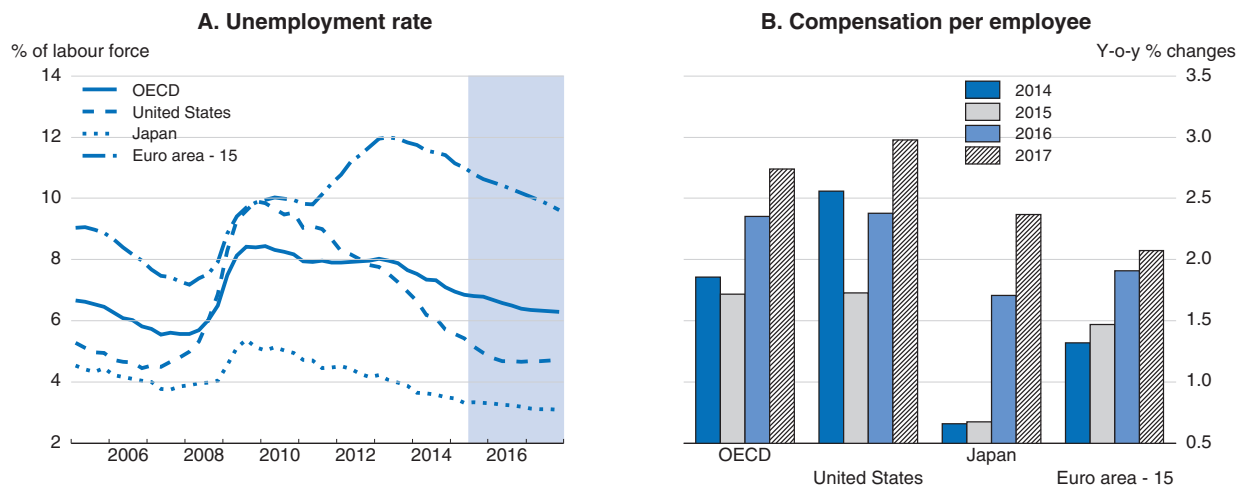 A. Unemployment rate
% of labour force
14
12
10
8
6
4
2
OECD
United States
Japan
Euro area - 15
2006 2008 2010 2012 2014 2016
B. Compensation per employee
Y-o-y % changes
3.5
3.0
2.5
2.0
1.5
1.0
0.5
2014
2015
2016
2017
OECD
United States
Japan
Euro area - 15